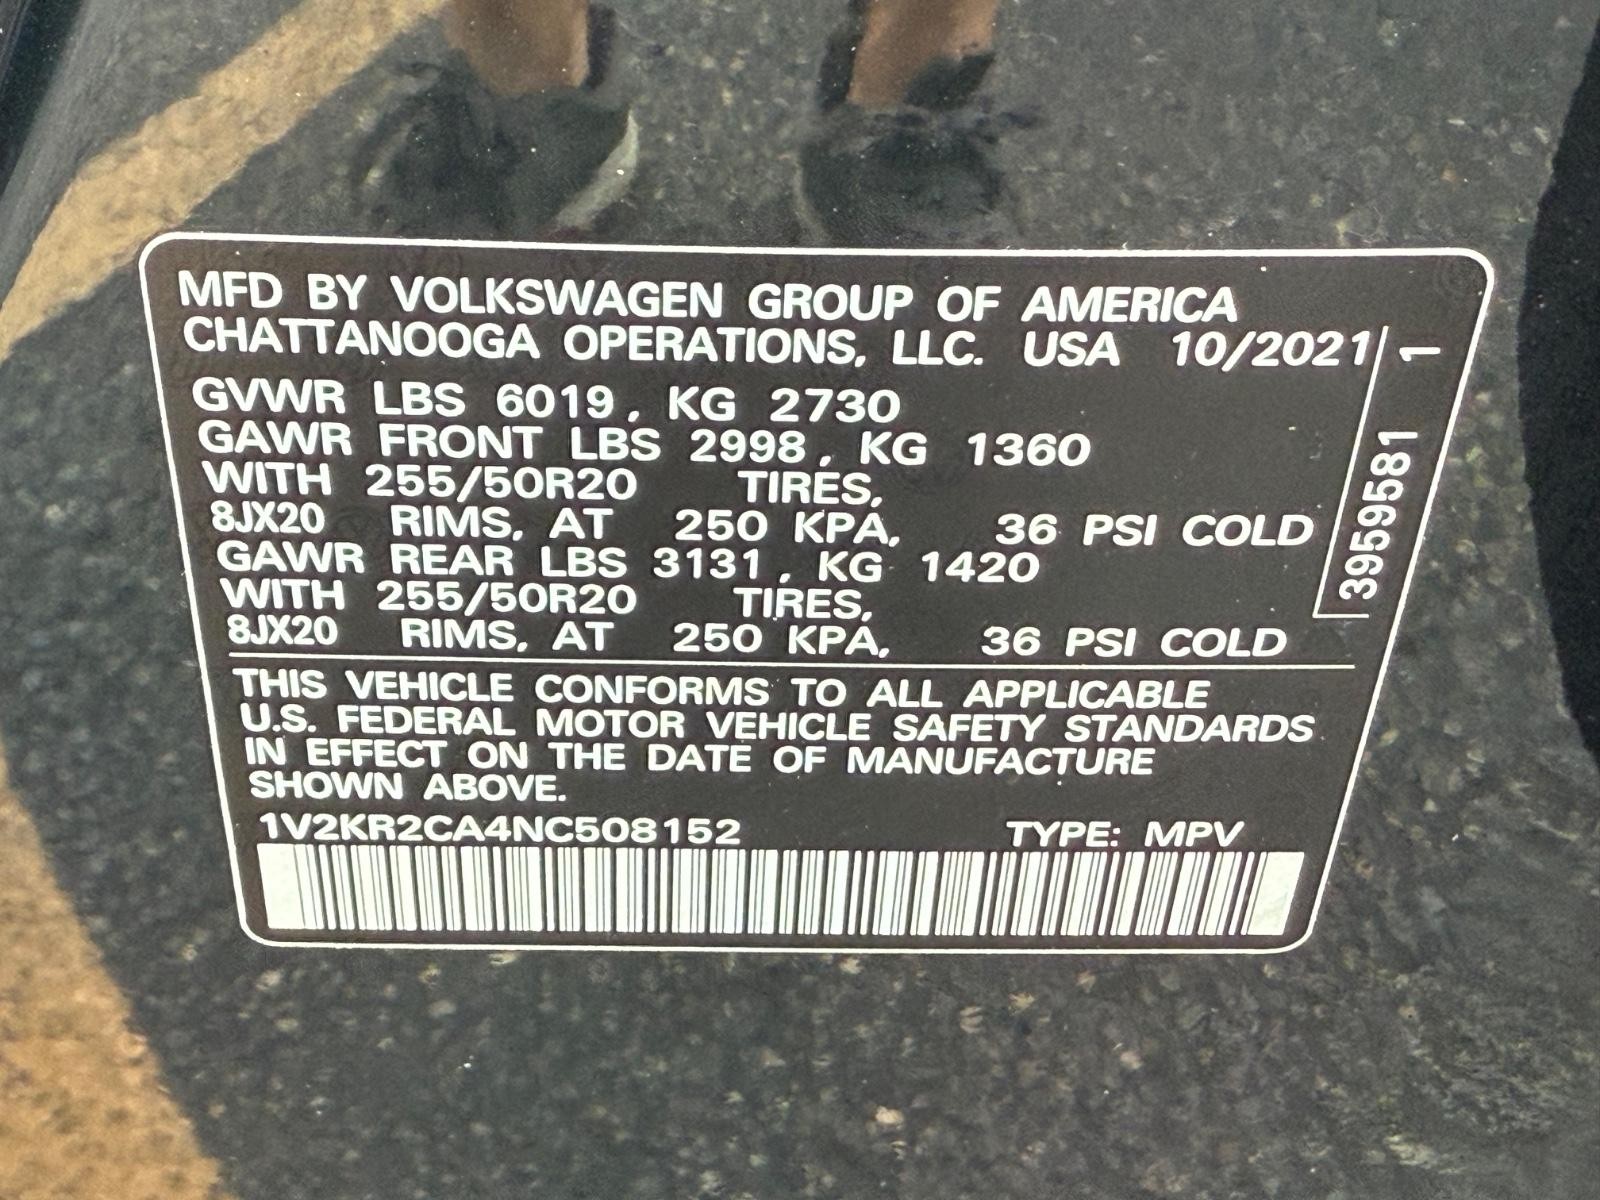 MFD BY VOLKSWAGEN GROUP OF AMERICA
CHATTANOOGA OPERATIONS, LLC. USA 10/2021
GVWR LBS 6019, KG 2730
GAWR FRONT LBS 2998, KG 1360
WITH 255/50R20 TIRES,
8JX20 RIMS, AT 250 KPA, 36 PSI COLD
GAWR REAR LBS 3131, KG 1420
WITH 255/50R20 TIRES,
8JX20 RIMS, AT 250 KPA, 36 PSI COLD
THIS VEHICLE CONFORMS TO ALL APPLICABLE
U.S. FEDERAL MOTOR VEHICLE SAFETY STANDARDS
IN EFFECT ON THE DATE OF MANUFACTURE
SHOWN ABOVE.
1V2KR2CA4NC508152 TYPE: MPV
3959581 1